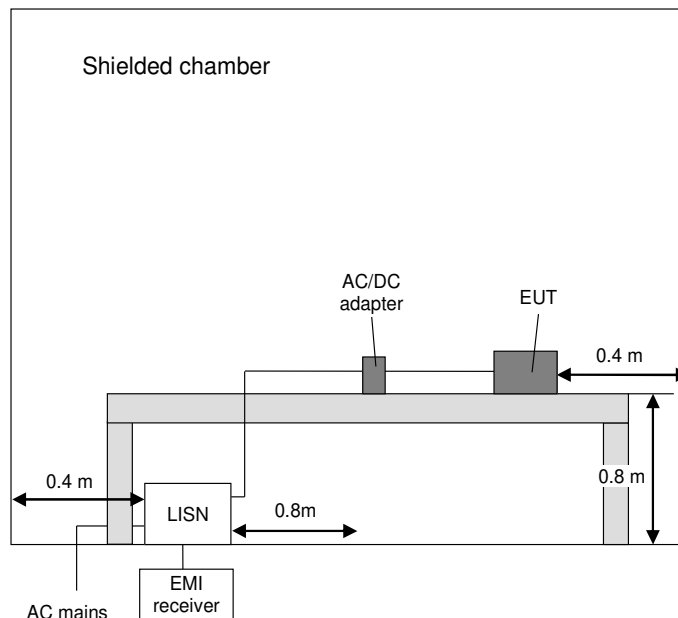 Shielded chamber
AC/DC
adapter
EUT
0.4 m
0.4 m
0.8 m
LISN
0.8m
EMI
receiver
AC mains